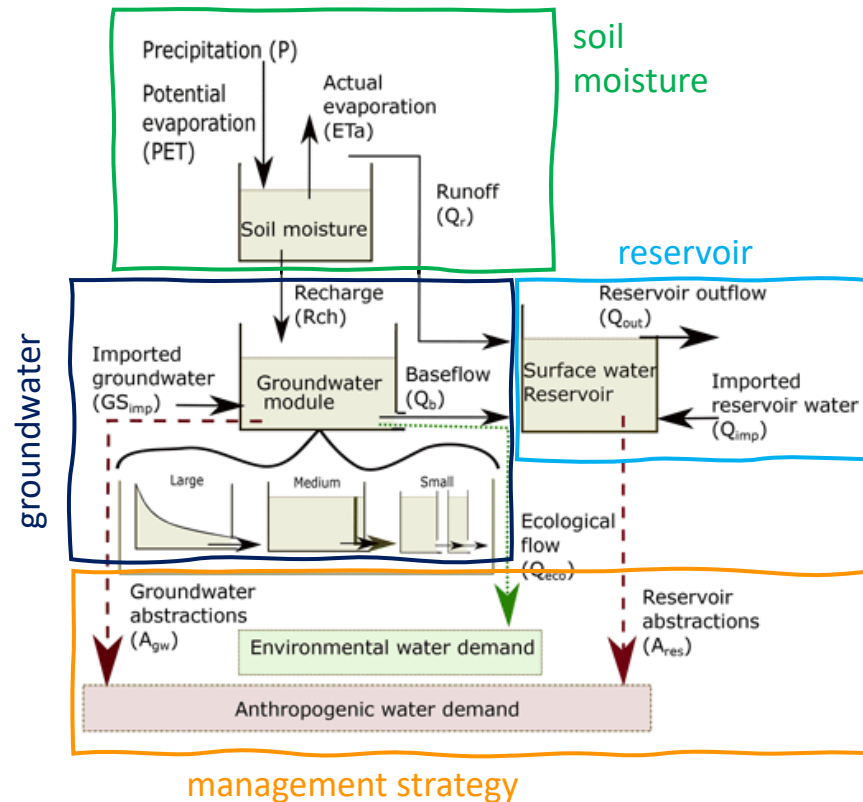 soil
moisture
Precipitation (P)
Potential
evaporation
(PET)
Actual
evaporation
(ETa)
Runoff
(Qr)
Soil moisture
reservoir
groundwater
Recharge
(Rch)
Imported
groundwater
(GSimp)
Groundwater
module
Baseflow
(Qb)
Reservoir outflow
(Qout)
Surface water
Reservoir
Imported
reservoir water
(Qimp)
Large
Medium
Small
Ecological
flow
(Qeco)
Groundwater
abstractions
(Agw)
Reservoir
abstractions
(Ares)
Environmental water demand
Anthropogenic water demand
management strategy